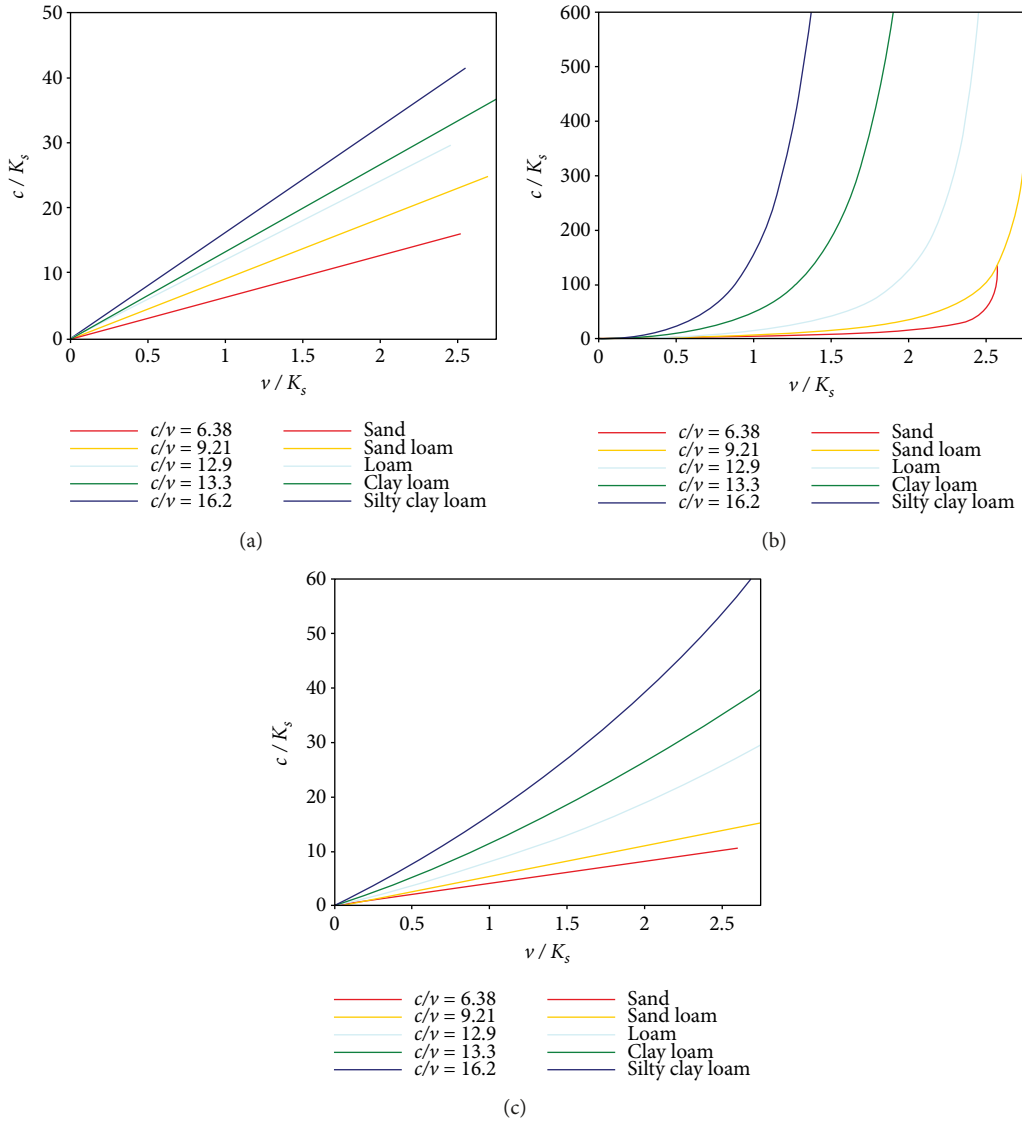 50
40
30
20
10
0
c / Ks
0 0.5 1 1.5 2 2.5
v / Ks
c/v = 6.38 Sand
c/v = 9.21 Sand loam
c/v = 12.9 Loam
c/v = 13.3 Clay loam
c/v = 16.2 Silty clay loam
(a)
600
500
400
300
200
100
0
c / Ks
0 0.5 1 1.5 2 2.5
v / Ks
c/v = 6.38 Sand
c/v = 9.21 Sand loam
c/v = 12.9 Loam
c/v = 13.3 Clay loam
c/v = 16.2 Silty clay loam
(b)
60
50
40
30
20
10
0
c / Ks
0 0.5 1 1.5 2 2.5
v / Ks
c/v = 6.38 Sand
c/v = 9.21 Sand loam
c/v = 12.9 Loam
c/v = 13.3 Clay loam
c/v = 16.2 Silty clay loam
(c)